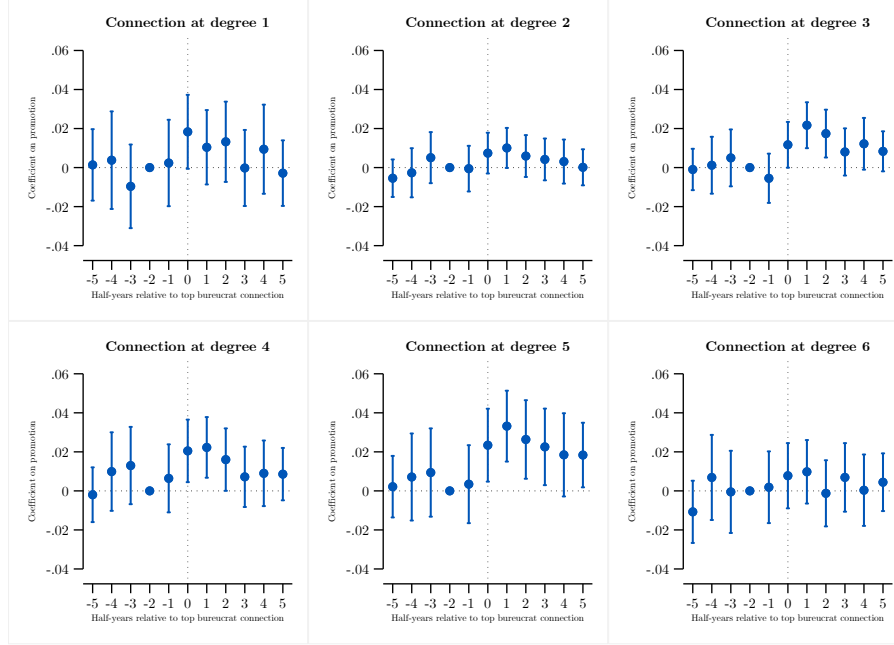 Connection at degree 1
Coefficient on promotion
.06
.04
.02
0
-.02
-.04
-5 -4 -3 -2 -1 0 1 2 3 4 5
Half-years relative to top bureucrat connection
Connection at degree 2
Coefficient on promotion
.06
.04
.02
0
-.02
-.04
-5 -4 -3 -2 -1 0 1 2 3 4 5
Half-years relative to top bureucrat connection
Connection at degree 3
Coefficient on promotion
.06
.04
.02
0
-.02
-.04
-5 -4 -3 -2 -1 0 1 2 3 4 5
Half-years relative to top bureucrat connection
Connection at degree 4
Coefficient on promotion
.06
.04
.02
0
-.02
-.04
-5 -4 -3 -2 -1 0 1 2 3 4 5
Half-years relative to top bureucrat connection
Connection at degree 5
Coefficient on promotion
.06
.04
.02
0
-.02
-.04
-5 -4 -3 -2 -1 0 1 2 3 4 5
Half-years relative to top bureucrat connection
Connection at degree 6
Coefficient on promotion
.06
.04
.02
0
-.02
-.04
-5 -4 -3 -2 -1 0 1 2 3 4 5
Half-years relative to top bureucrat connection